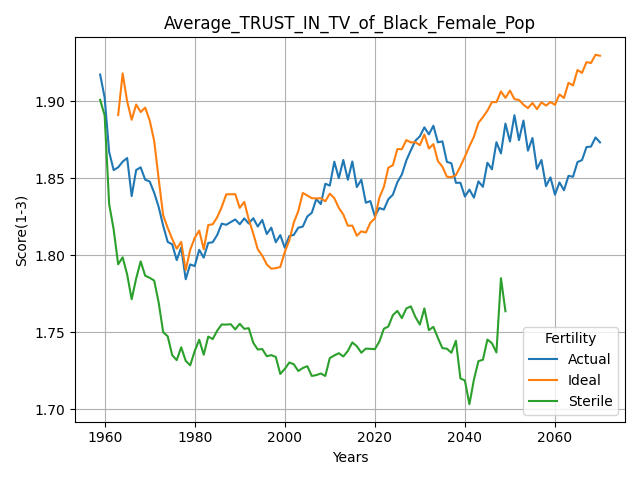 Average_TRUST_IN_TV_of_Black_Female_Pop
Score(1-3)
1.90
1.85
1.80
1.75
1.70
1960 1980 2000 2020 2040 2060
Years
Fertility
Actual
Ideal
Sterile